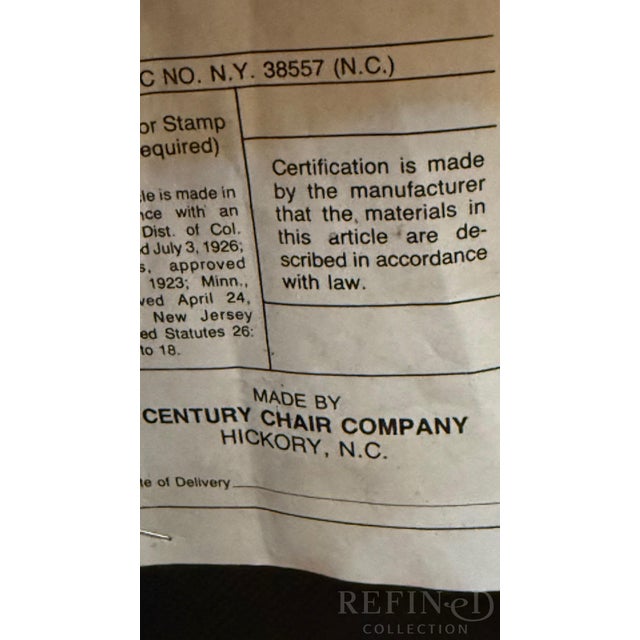 C NO. N.Y. 38557 (N.C.)
or Stamp
equired)
le is made in
nce with an
Dist. of Col.
d July 3, 1926;
s, approved
1923; Minn.,
ved April 24,
New Jersey
ed Statutes 26:
to 18.
Certification is made
by the manufacturer
that the materials in
this article are de-
scribed in accordance
with law.
MADE BY
CENTURY CHAIR COMPANY
HICKORY, N.C.
te of Delivery
REFINED
COLLECTION